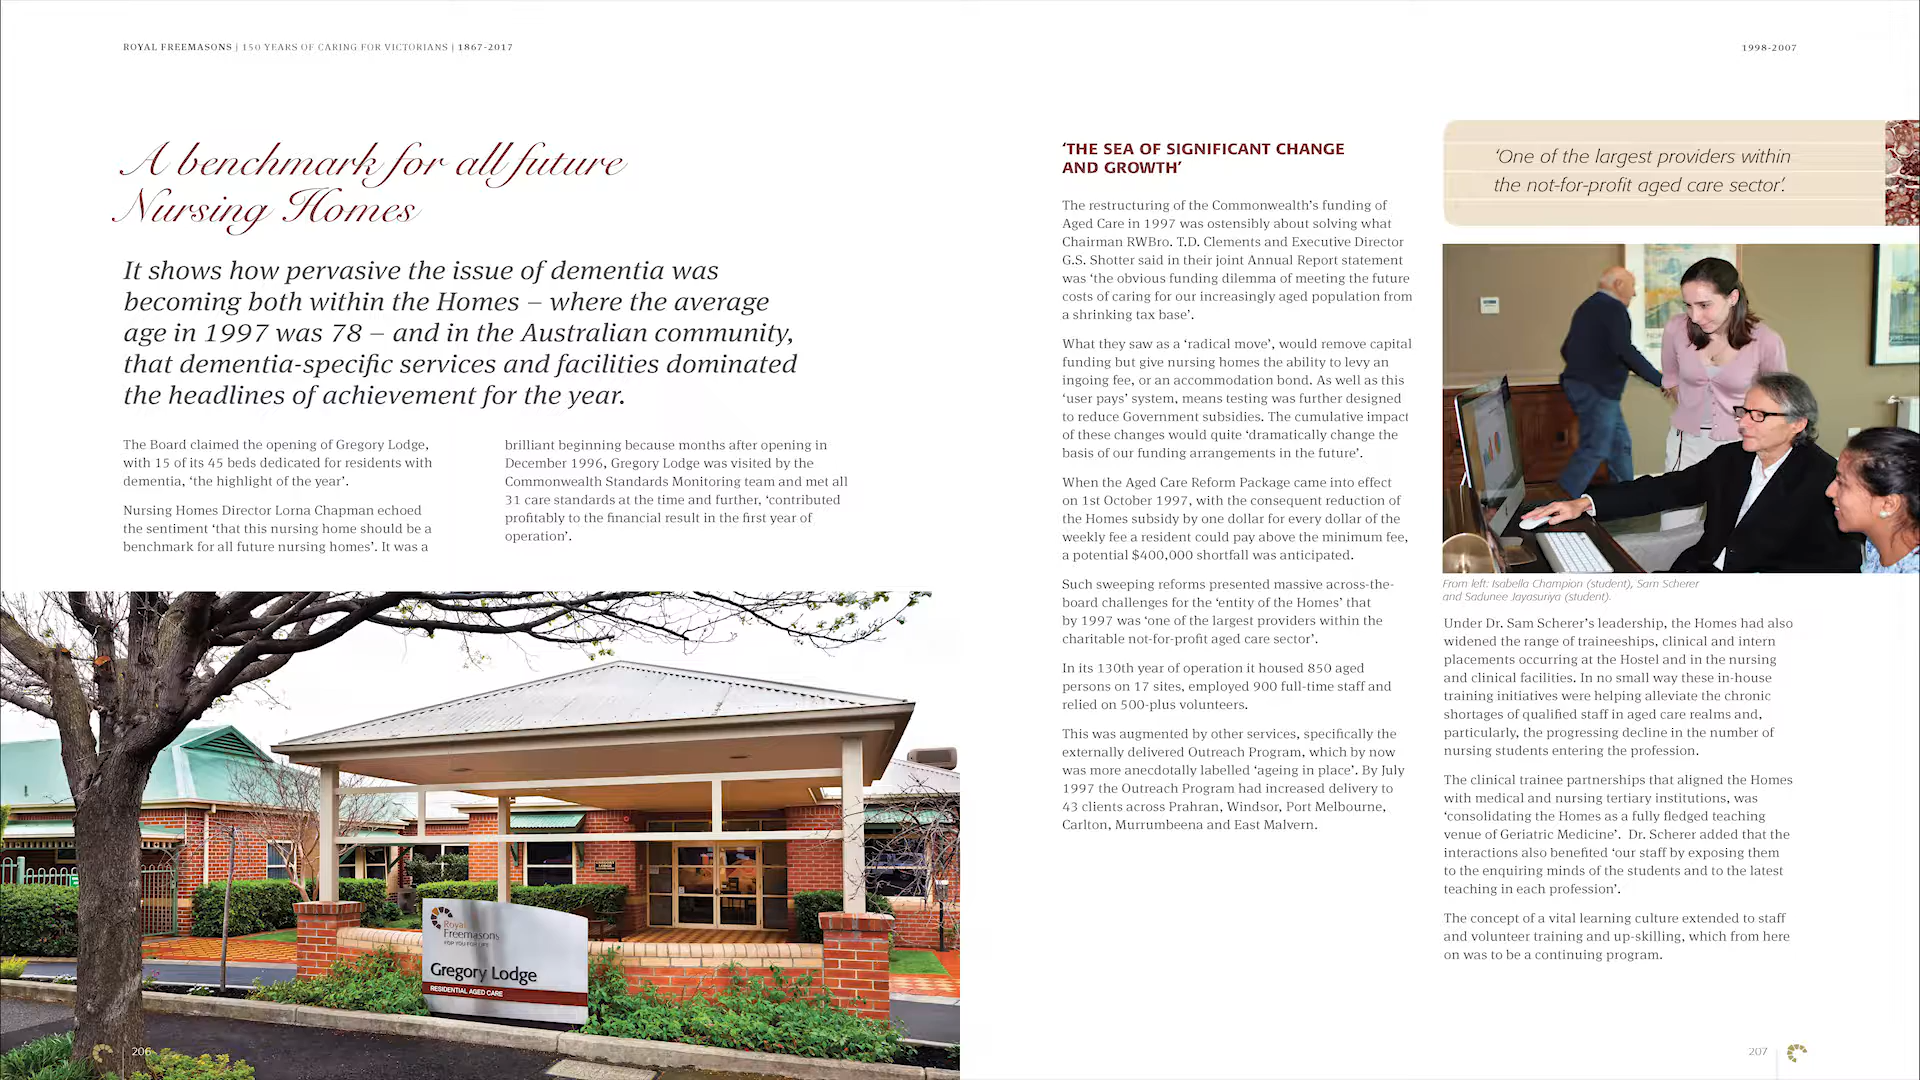 ROYAL FREEMASONS | 150 YEARS OF CARING FOR VICTORIANS | 1867-2017
A benchmark for all future
Nursing Homes
It shows how pervasive the issue of dementia was
becoming both within the Homes – where the average
age in 1997 was 78 – and in the Australian community,
that dementia-specific services and facilities dominated
the headlines of achievement for the year.
The Board claimed the opening of Gregory Lodge,
with 15 of its 45 beds dedicated for residents with
dementia, ‘the highlight of the year’.
Nursing Homes Director Lorna Chapman echoed
the sentiment ‘that this nursing home should be a
benchmark for all future nursing homes’. It was a
brilliant beginning because months after opening in
December 1996, Gregory Lodge was visited by the
Commonwealth Standards Monitoring team and met all
31 care standards at the time and further, ‘contributed
profitably to the financial result in the first year of
operation’.
Royal
Freemasons
FOR YOU FOR LIFE
Gregory Lodge
RESIDENTIAL AGED CARE
206
1998-2007
‘THE SEA OF SIGNIFICANT CHANGE
AND GROWTH’
The restructuring of the Commonwealth’s funding of
Aged Care in 1997 was ostensibly about solving what
Chairman RWBro. T.D. Clements and Executive Director
G.S. Shotter said in their joint Annual Report statement
was ‘the obvious funding dilemma of meeting the future
costs of caring for our increasingly aged population from
a shrinking tax base’.
What they saw as a ‘radical move’, would remove capital
funding but give nursing homes the ability to levy an
ingoing fee, or an accommodation bond. As well as this
‘user pays’ system, means testing was further designed
to reduce Government subsidies. The cumulative impact
of these changes would quite ‘dramatically change the
basis of our funding arrangements in the future’.
When the Aged Care Reform Package came into effect
on 1st October 1997, with the consequent reduction of
the Homes subsidy by one dollar for every dollar of the
weekly fee a resident could pay above the minimum fee,
a potential $400,000 shortfall was anticipated.
Such sweeping reforms presented massive across-the-
board challenges for the ‘entity of the Homes’ that
by 1997 was ‘one of the largest providers within the
charitable not-for-profit aged care sector’.
In its 130th year of operation it housed 850 aged
persons on 17 sites, employed 900 full-time staff and
relied on 500-plus volunteers.
This was augmented by other services, specifically the
externally delivered Outreach Program, which by now
was more anecdotally labelled ‘ageing in place’. By July
1997 the Outreach Program had increased delivery to
43 clients across Prahran, Windsor, Port Melbourne,
Carlton, Murrumbeena and East Malvern.
‘One of the largest providers within
the not-for-profit aged care sector’.
From left: Isabella Champion (student), Sam Scherer
and Sadunee Jayasuriya (student).
Under Dr. Sam Scherer’s leadership, the Homes had also
widened the range of traineeships, clinical and intern
placements occurring at the Hostel and in the nursing
and clinical facilities. In no small way these in-house
training initiatives were helping alleviate the chronic
shortages of qualified staff in aged care realms and,
particularly, the progressing decline in the number of
nursing students entering the profession.
The clinical trainee partnerships that aligned the Homes
with medical and nursing tertiary institutions, was
‘consolidating the Homes as a fully fledged teaching
venue of Geriatric Medicine’. Dr. Scherer added that the
interactions also benefited ‘our staff by exposing them
to the enquiring minds of the students and to the latest
teaching in each profession’.
The concept of a vital learning culture extended to staff
and volunteer training and up-skilling, which from here
on was to be a continuing program.
207